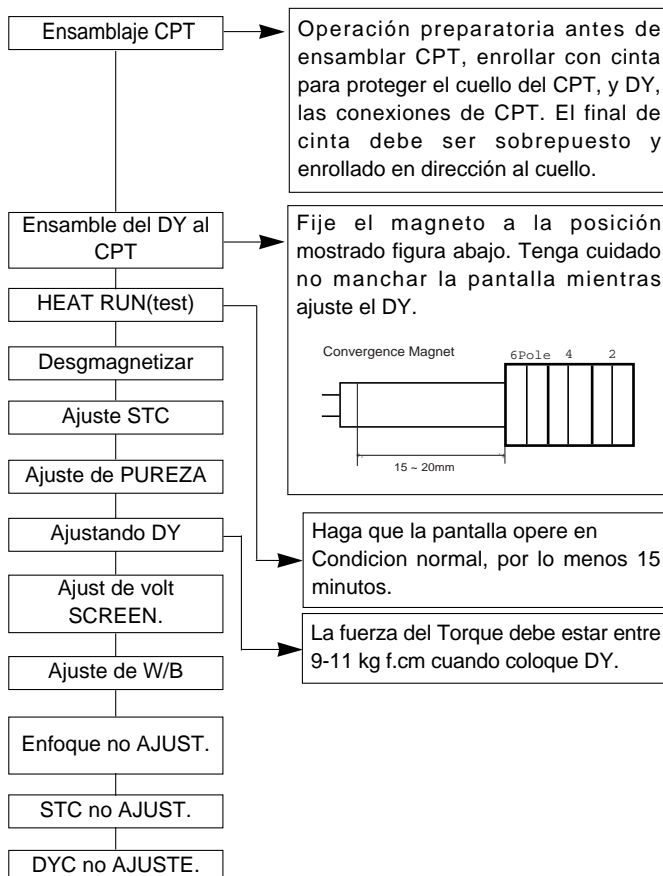 Ensamblaje CPT
Operación preparatoria antes de
ensamblar CPT, enrollar con cinta
para proteger el cuello del CPT, y DY,
las conexiones de CPT. El final de
cinta debe ser sobrepuesto y
enrollado en dirección al cuello.
Ensamble del DY al
CPT
Fije el magneto a la posición
mostrado figura abajo. Tenga cuidado
no manchar la pantalla mientras
ajuste el DY.
Convergence Magnet
6Pole 4 2
15 ~ 20mm
HEAT RUN(test)
Desgmagnetizar
Ajuste STC
Ajuste de PUREZA
Ajustando DY
Haga que la pantalla opere en
Condicion normal, por lo menos 15
minutos.
Ajust de volt
SCREEN.
La fuerza del Torque debe estar entre
9-11 kg f.cm cuando coloque DY.
Ajuste de W/B
Enfoque no AJUST.
STC no AJUST.
DYC no AJUSTE.